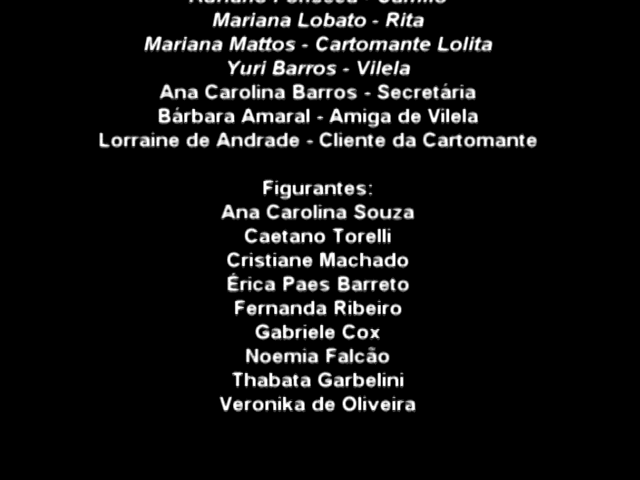 Mariana Lobato - Rita
Mariana Mattos - Cartomante Lolita
Yuri Barros - Vilela
Ana Carolina Barros - Secretária
Bárbara Amaral - Amiga de Vilela
Lorraine de Andrade - Cliente da Cartomante
Figurantes:
Ana Carolina Souza
Caetano Torelli
Cristiane Machado
Érica Paes Barreto
Fernanda Ribeiro
Gabriele Cox
Noemia Falcão
Thabata Garbelini
Veronika de Oliveira